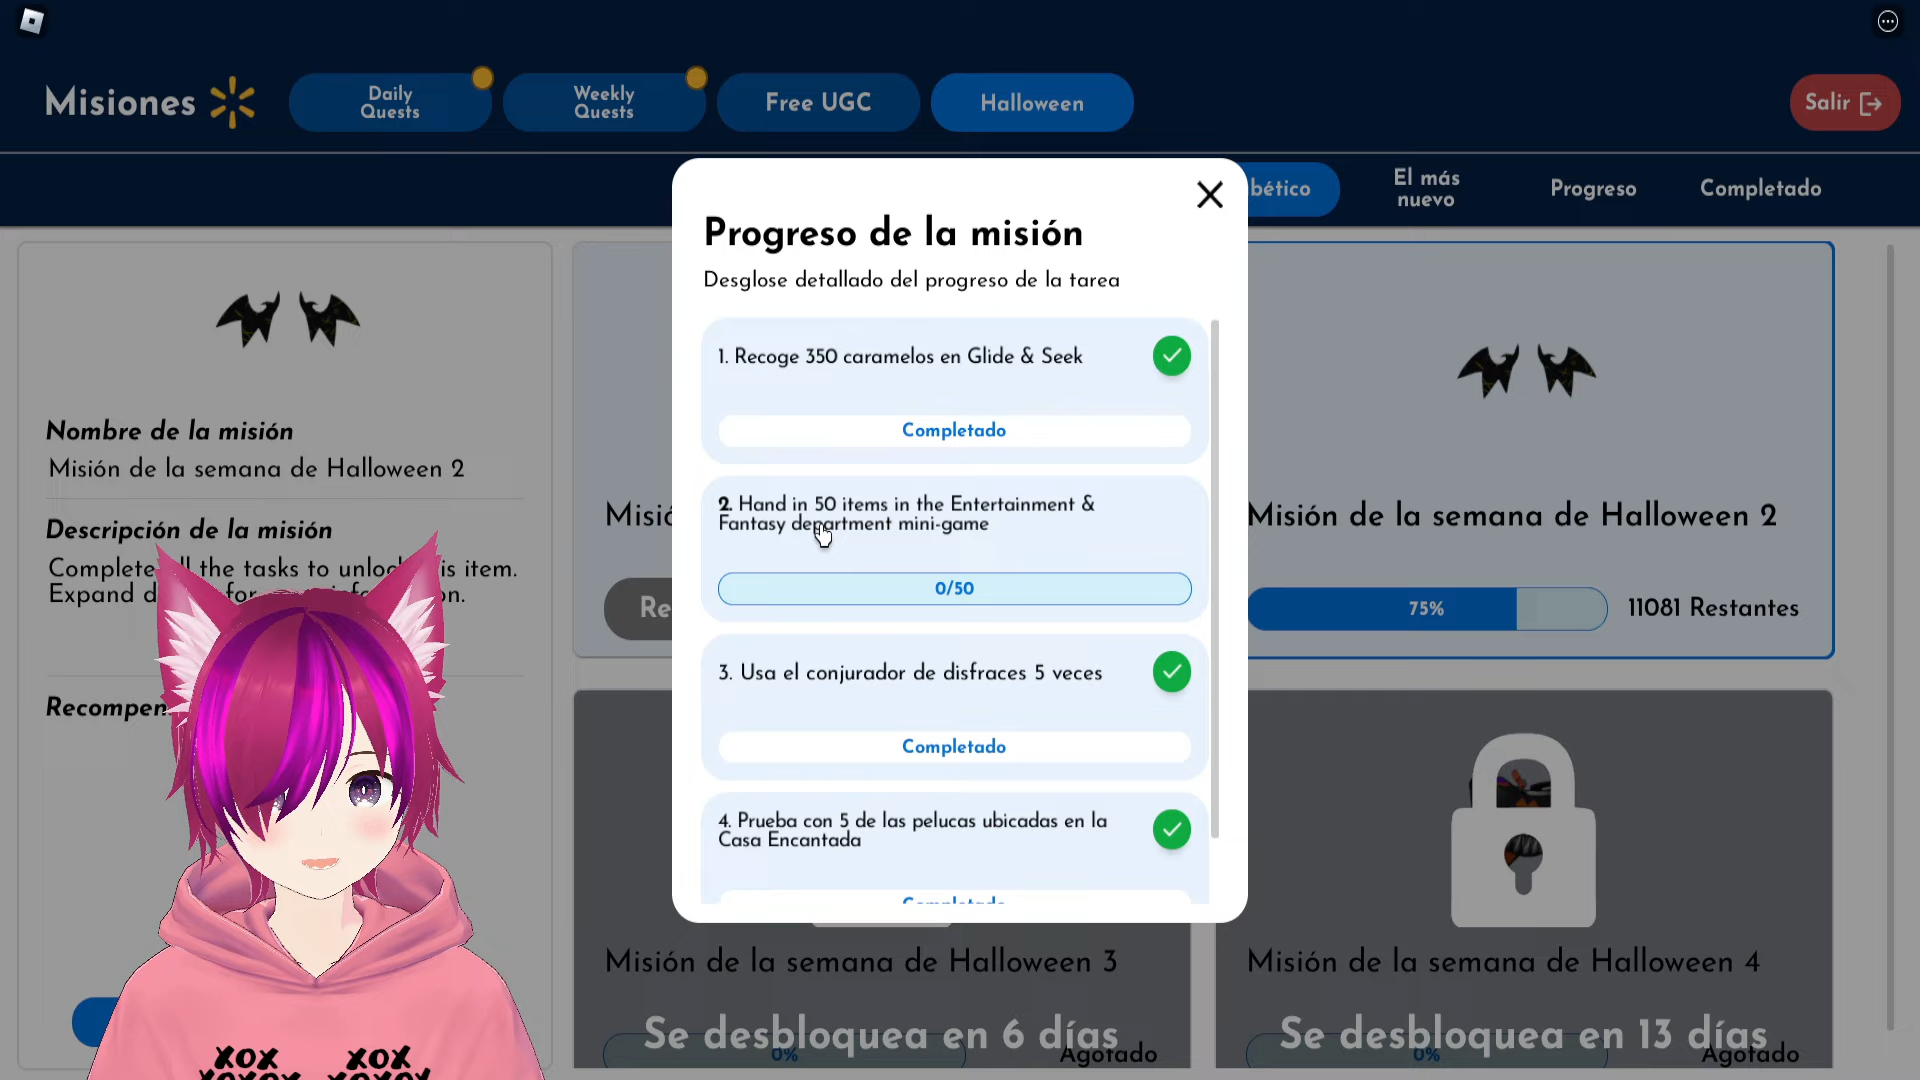 Misiones
Daily
Quests
Weekly
Quests
Free UGC
Halloween
Salir
bético
El más
nuevo
Progreso
Completado
Nombre de la misión
Misión de la semana de Halloween 2
Descripción de la misión
Complete all the tasks to unlock is item.
Expand d for on.
Recompen
Progreso de la misión
Desglose detallado del progreso de la tarea
1. Recoge 350 caramelos en Glide & Seek
Completado
2. Hand in 50 items in the Entertainment &
Fantasy department mini-game
0/50
3. Usa el conjurador de disfraces 5 veces
Completado
4. Prueba con 5 de las pelucas ubicadas en la
Casa Encantada
Completado
Misió
Re
Misión de la semana de Halloween 2
75%
11081 Restantes
Misión de la semana de Halloween 3
Se desbloquea en 6 días
0%
Agotado
Misión de la semana de Halloween 4
Se desbloquea en 13 días
0%
Agotado
XOX XOX